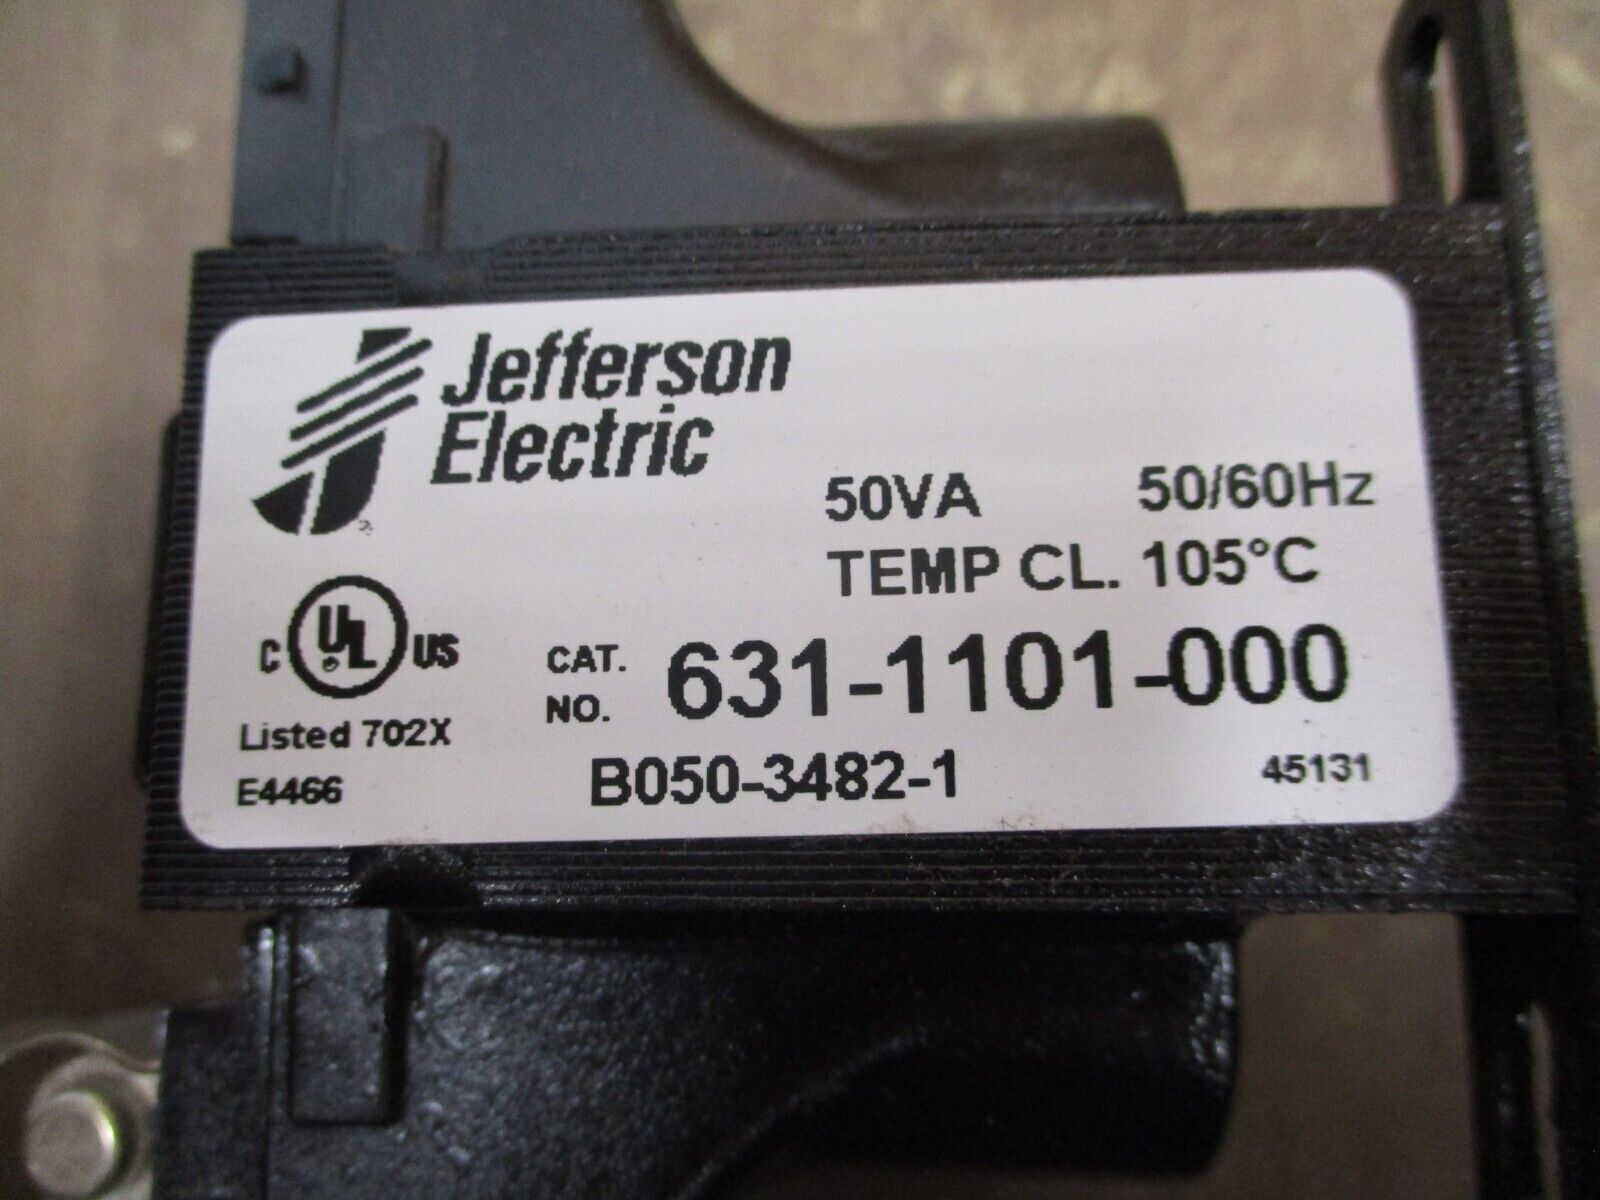 Jefferson
Electric
50VA 50/60Hz
TEMP CL. 105°C
C UL US
CAT. NO. 631-1101-000
Listed 702X
E4466
B050-3482-1
45131